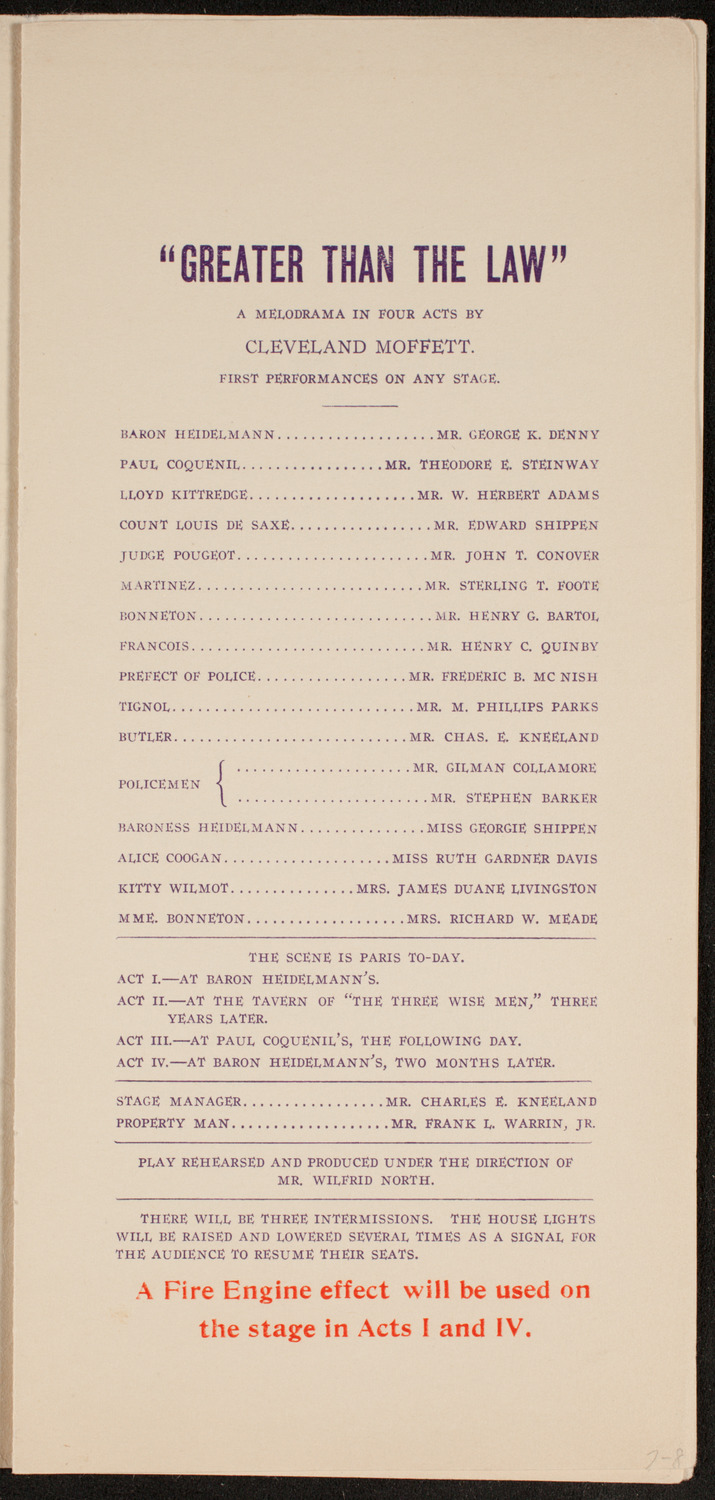 “GREATER THAN THE LAW”
A MELODRAMA IN FOUR ACTS BY
CLEVELAND MOFFETT.
FIRST PERFORMANCES ON ANY STAGE.
BARON HEIDELMANN...................MR. GEORGE K. DENNY
PAUL COQUENIL.................MR. THEODORE E. STEINWAY
LLOYD KITTREDGE....................MR. W. HERBERT ADAMS
COUNT LOUIS DE SAXE.................MR. EDWARD SHIPPEN
JUDGE POUGEOT.......................MR. JOHN T. CONOVER
MARTINEZ...........................MR. STERLING T. FOOTE
BONNETON............................MR. HENRY G. BARTOL
FRANCOIS............................MR. HENRY C. QUINBY
PREFECT OF POLICE..................MR. FREDERIC B. MC NISH
TIGNOL.............................MR. M. PHILLIPS PARKS
BUTLER............................MR. CHAS. E. KNEELAND
POLICEMEN { .....................MR. GILMAN COLLAMORE
.......................MR. STEPHEN BARKER
BARONESS HEIDELMANN...............MISS GEORGIE SHIPPEN
ALICE COOGAN....................MISS RUTH GARDNER DAVIS
KITTY WILMOT...............MRS. JAMES DUANE LIVINGSTON
MME. BONNETON...................MRS. RICHARD W. MEADE
THE SCENE IS PARIS TO-DAY.
ACT I.—AT BARON HEIDELMANN'S.
ACT II.—AT THE TAVERN OF “THE THREE WISE MEN,” THREE
YEARS LATER.
ACT III.—AT PAUL COQUENIL'S, THE FOLLOWING DAY.
ACT IV.—AT BARON HEIDELMANN'S, TWO MONTHS LATER.
STAGE MANAGER.................MR. CHARLES E. KNEELAND
PROPERTY MAN...................MR. FRANK L. WARRIN, JR.
PLAY REHEARSED AND PRODUCED UNDER THE DIRECTION OF
MR. WILFRID NORTH.
THERE WILL BE THREE INTERMISSIONS. THE HOUSE LIGHTS
WILL BE RAISED AND LOWERED SEVERAL TIMES AS A SIGNAL FOR
THE AUDIENCE TO RESUME THEIR SEATS.
A Fire Engine effect will be used on
the stage in Acts I and IV.